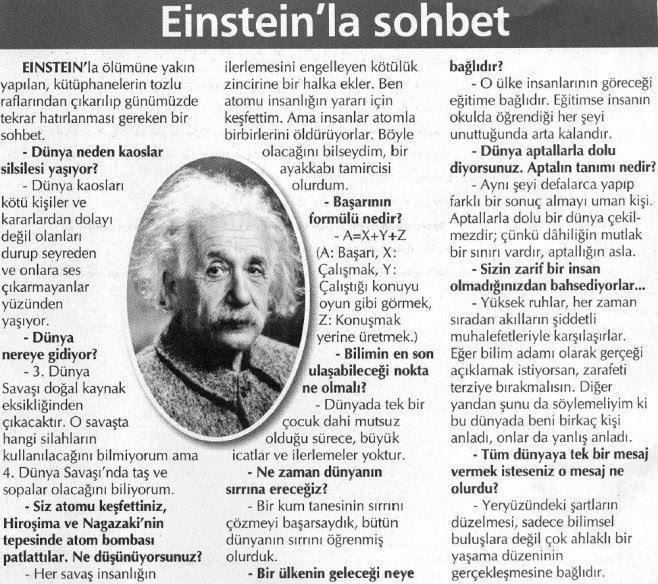 Einstein'la sohbet
EINSTEIN'la ölümüne yakın
yapılan, kütüphanelerin tozlu
raflarından çıkarılıp günümüzde
tekrar hatırlanması gereken bir
sohbet.
- Dünya neden kaoslar
silsilesi yaşıyor?
- Dünya kaosları
kötü kişiler ve
kararlardan dolayı
değil olanları
durup seyreden
ve onlara ses
çıkarmayanlar
yüzünden
yaşıyor.
- Dünya
nereye gidiyor?
- 3. Dünya
Savaşı doğal kaynak
eksikliğinden
çıkacaktır. O savaşta
hangi silahların
kullanılacağını bilmiyorum ama
4. Dünya Savaşı'nda taş ve
sopalar olacağını biliyorum.
- Siz atomu keşfettiniz,
Hiroşima ve Nagazaki'nin
tepesinde atom bombası
patlattılar. Ne düşünüyorsunuz?
- Her savaş insanlığın
ilerlemesini engelleyen kötülük
zincirine bir halka ekler. Ben
atomu insanlığın yararı için
keşfettim. Ama insanlar atomla
birbirlerini öldürüyorlar. Böyle
olacağını bilseydim, bir
ayakkabı tamircisi
olurdum.
- Başarının
formülü nedir?
- A=X+Y+Z
(A: Başarı, X:
Çalışmak, Y:
Çalıştığı konuyu
oyun gibi görmek,
Z: Konuşmak
yerine üretmek.)
- Bilimin en son
ulaşabileceği nokta
ne olmalı?
- Dünyada tek bir
çocuk dahi mutsuz
olduğu sürece, büyük
icatlar ve ilerlemeler yoktur.
- Ne zaman dünyanın
sırrına ereceğiz?
- Bir kum tanesinin sırrını
çözmeyi başarsaydık, bütün
dünyanın sırrını öğrenmiş
olurduk.
- Bir ülkenin geleceği neye
bağlıdır?
- O ülke insanlarının göreceği
eğitime bağlıdır. Eğitimse insanın
okulda öğrendiği her şeyi
unuttuğunda arta kalandır.
- Dünya aptallarla dolu
diyorsunuz. Aptalın tanımı nedir?
- Aynı şeyi defalarca yapıp
farklı bir sonuç almayı uman kişi.
Aptallarla dolu bir dünya çekil-
mezdir; çünkü dâhiliğin mutlak
bir sınırı vardır, aptallığın asla.
- Sizin zarif bir insan
olmadığınızdan bahsediyorlar...
- Yüksek ruhlar, her zaman
sıradan akılların şiddetli
muhalefetleriyle karşılaşırlar.
Eğer bilim adamı olarak gerçeği
açıklamak istiyorsan, zarafeti
terziye bırakmalısın. Diğer
yandan şunu da söylemeliyim ki
bu dünyada beni birkaç kişi
anladı, onlar da yanlış anladı.
- Tüm dünyaya tek bir mesaj
vermek isteseniz o mesaj ne
olurdu?
- Yeryüzündeki şartların
düzelmesi, sadece bilimsel
buluşlara değil çok ahlaklı bir
yaşama düzeninin
gerçekleşmesine bağlıdır.